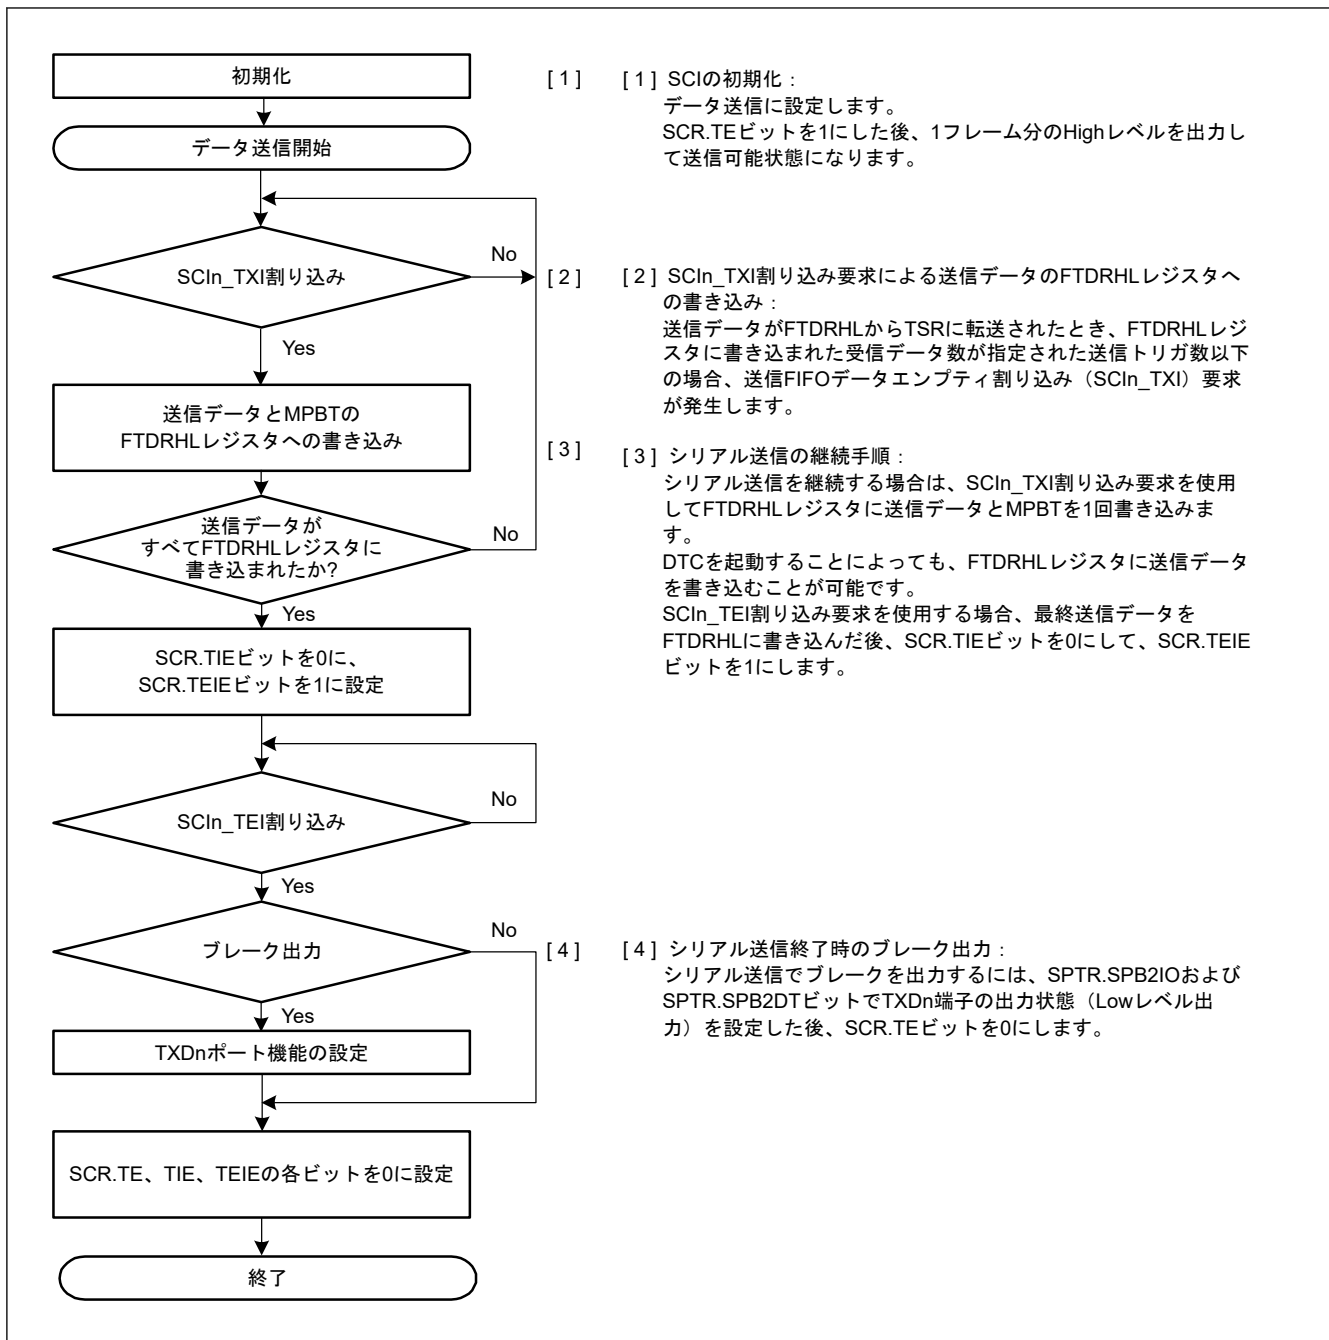 初期化
[ 1 ]
[ 1 ] SCIの初期化：
データ送信に設定します。
SCR.TEビットを1にした後、1フレーム分のHighレベルを出力し
て送信可能状態になります。
データ送信開始
SCIn_TXI割り込み
No
Yes
[ 2 ]
[ 2 ] SCIn_TXI割り込み要求による送信データのFTDRHLレジスタへ
の書き込み：
送信データがFTDRHLからTSRに転送されたとき、FTDRHLレジ
スタに書き込まれた受信データ数が指定された送信トリガ数以下
の場合、送信FIFOデータエンプティ割り込み（SCIn_TXI）要求
が発生します。
送信データとMPBTの
FTDRHLレジスタへの書き込み
[ 3 ]
[ 3 ] シリアル送信の継続手順：
シリアル送信を継続する場合は、SCIn_TXI割り込み要求を使用
してFTDRHLレジスタに送信データとMPBTを1回書き込みま
す。
DTCを起動することによっても、FTDRHLレジスタに送信データ
を書き込むことが可能です。
SCIn_TEI割り込み要求を使用する場合、最終送信データを
FTDRHLに書き込んだ後、SCR.TIEビットを0にして、SCR.TEIE
ビットを1にします。
送信データが
すべてFTDRHLレジスタに
書き込まれたか?
No
Yes
SCR.TIEビットを0に、
SCR.TEIEビットを1に設定
SCIn_TEI割り込み
No
Yes
ブレーク出力
No
Yes
[ 4 ]
[ 4 ] シリアル送信終了時のブレーク出力：
シリアル送信でブレークを出力するには、SPTR.SPB2IOおよび
SPTR.SPB2DTビットでTXDn端子の出力状態（Lowレベル出
力）を設定した後、SCR.TEビットを0にします。
TXDnポート機能の設定
SCR.TE、TIE、TEIEの各ビットを0に設定
終了